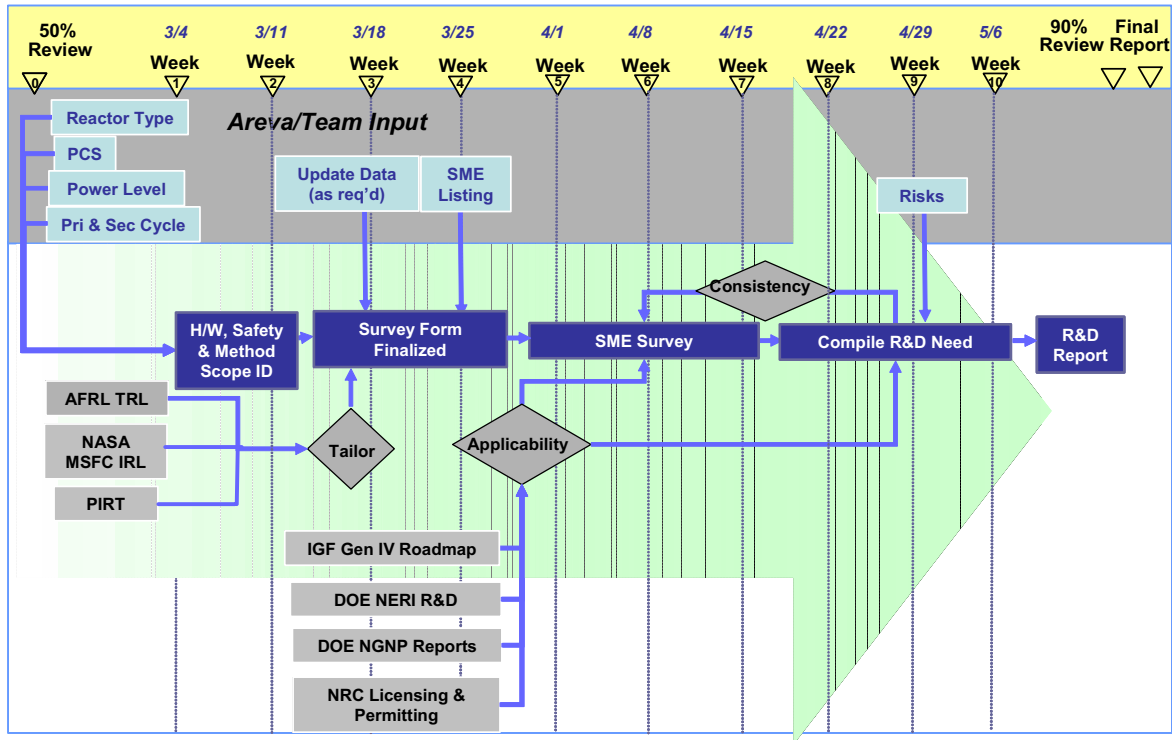 50%
Review
3/4
3/11
3/18
3/25
4/1
4/8
4/15
4/22
4/29
5/6
90%
Review
Final
Report
Week
Week
Week
Week
Week
Week
Week
Week
Week
Week
0
1
2
3
4
5
6
7
8
9
10
Areva/Team Input
Reactor Type
PCS
Power Level
Pri & Sec Cycle
Update Data
(as req'd)
SME
Listing
Risks
Consistency
H/W, Safety
& Method
Scope ID
Survey Form
Finalized
SME Survey
Compile R&D Need
R&D
Report
AFRL TRL
NASA
MSFC IRL
PIRT
Tailor
Applicability
IGF Gen IV Roadmap
DOE NERI R&D
DOE NGNP Reports
NRC Licensing &
Permitting